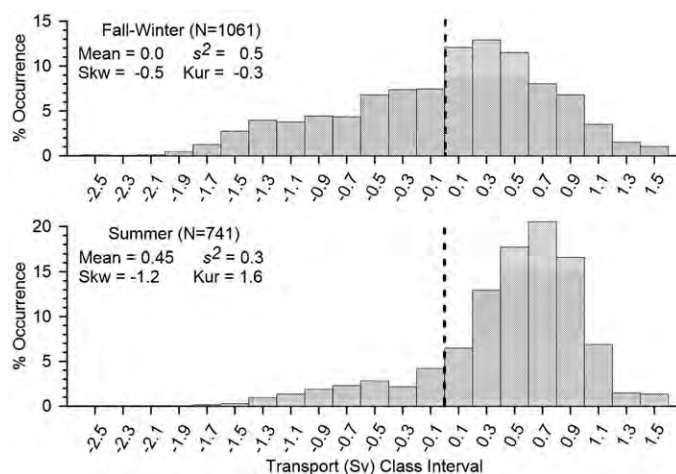 15
10
5
0
% Occurrence
Fall-Winter (N=1061)
Mean = 0.0 s² = 0.5
Skw = -0.5 Kur = -0.3
-2.5 -2.3 -2.1 -1.9 -1.7 -1.5 -1.3 -1.1 -0.9 -0.7 -0.5 -0.3 -0.1 0.1 0.3 0.5 0.7 0.9 1.1 1.3 1.5
20
15
10
5
0
% Occurrence
Summer (N=741)
Mean = 0.45 s² = 0.3
Skw = -1.2 Kur = 1.6
-2.5 -2.3 -2.1 -1.9 -1.7 -1.5 -1.3 -1.1 -0.9 -0.7 -0.5 -0.3 -0.1 0.1 0.3 0.5 0.7 0.9 1.1 1.3 1.5
Transport (Sv) Class Interval